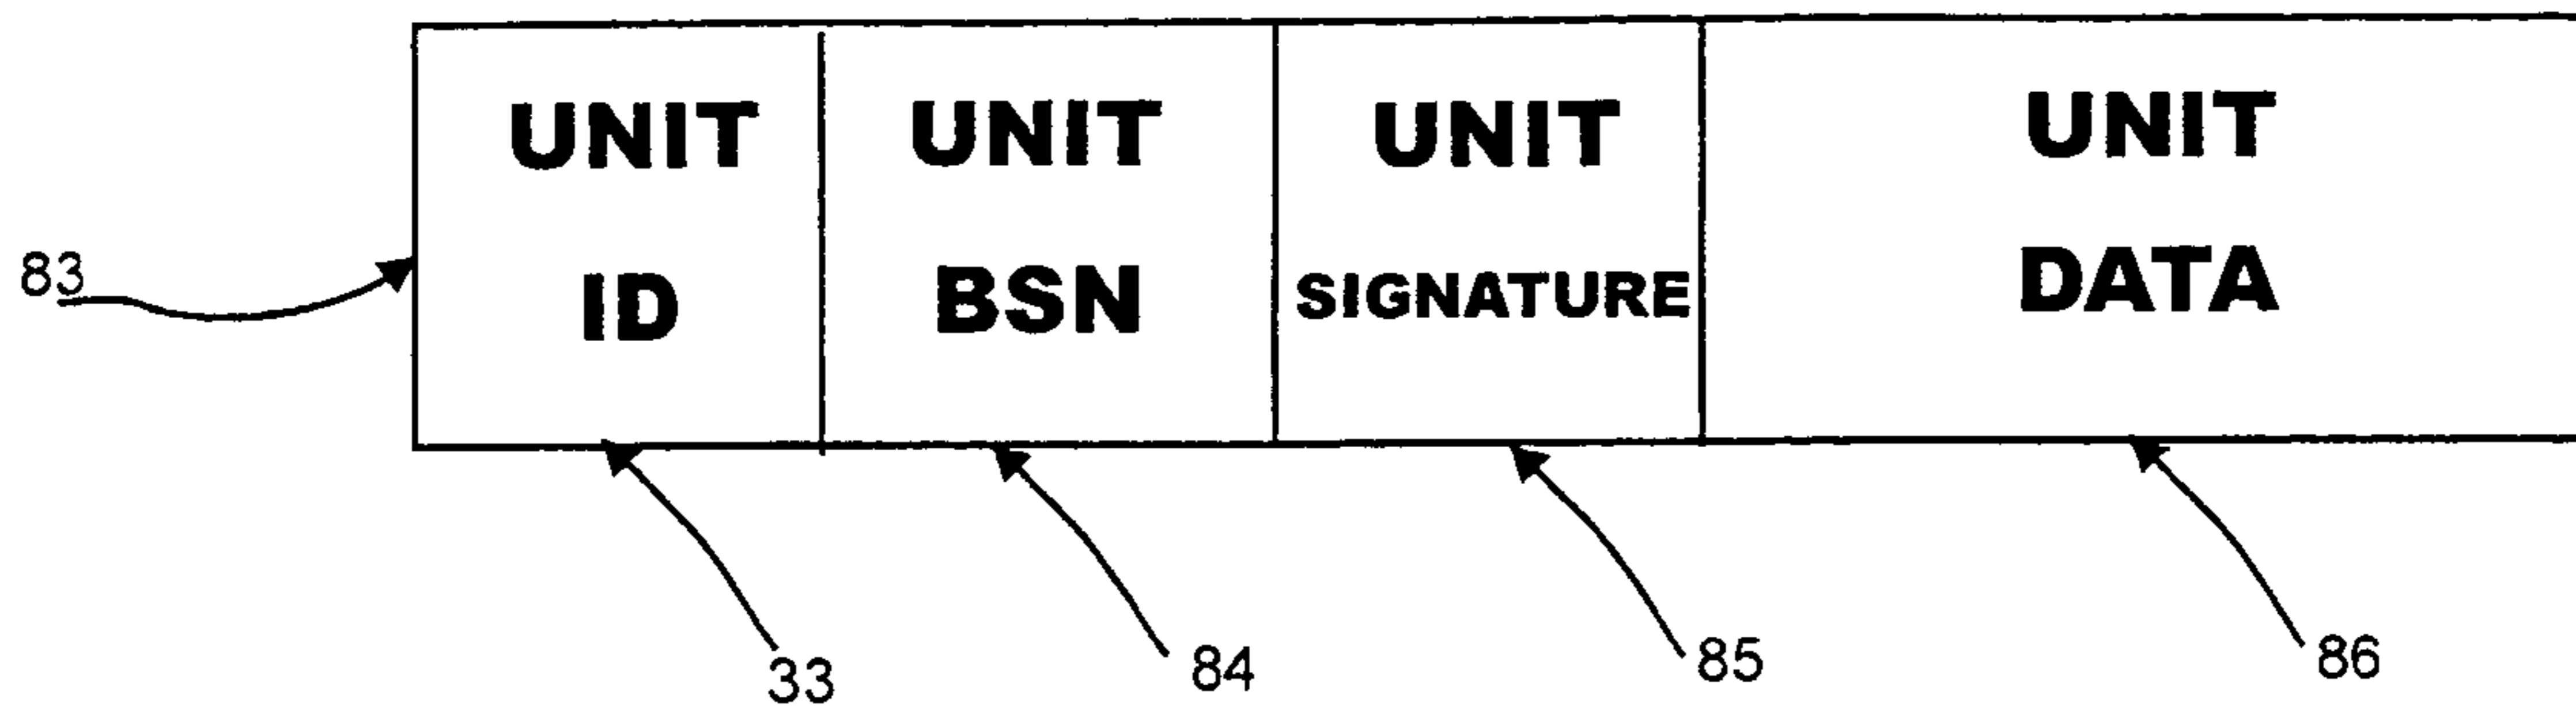 UNIT UNIT UNIT UNIT
ID BSN SIGNATURE DATA
83
33 84 85 86